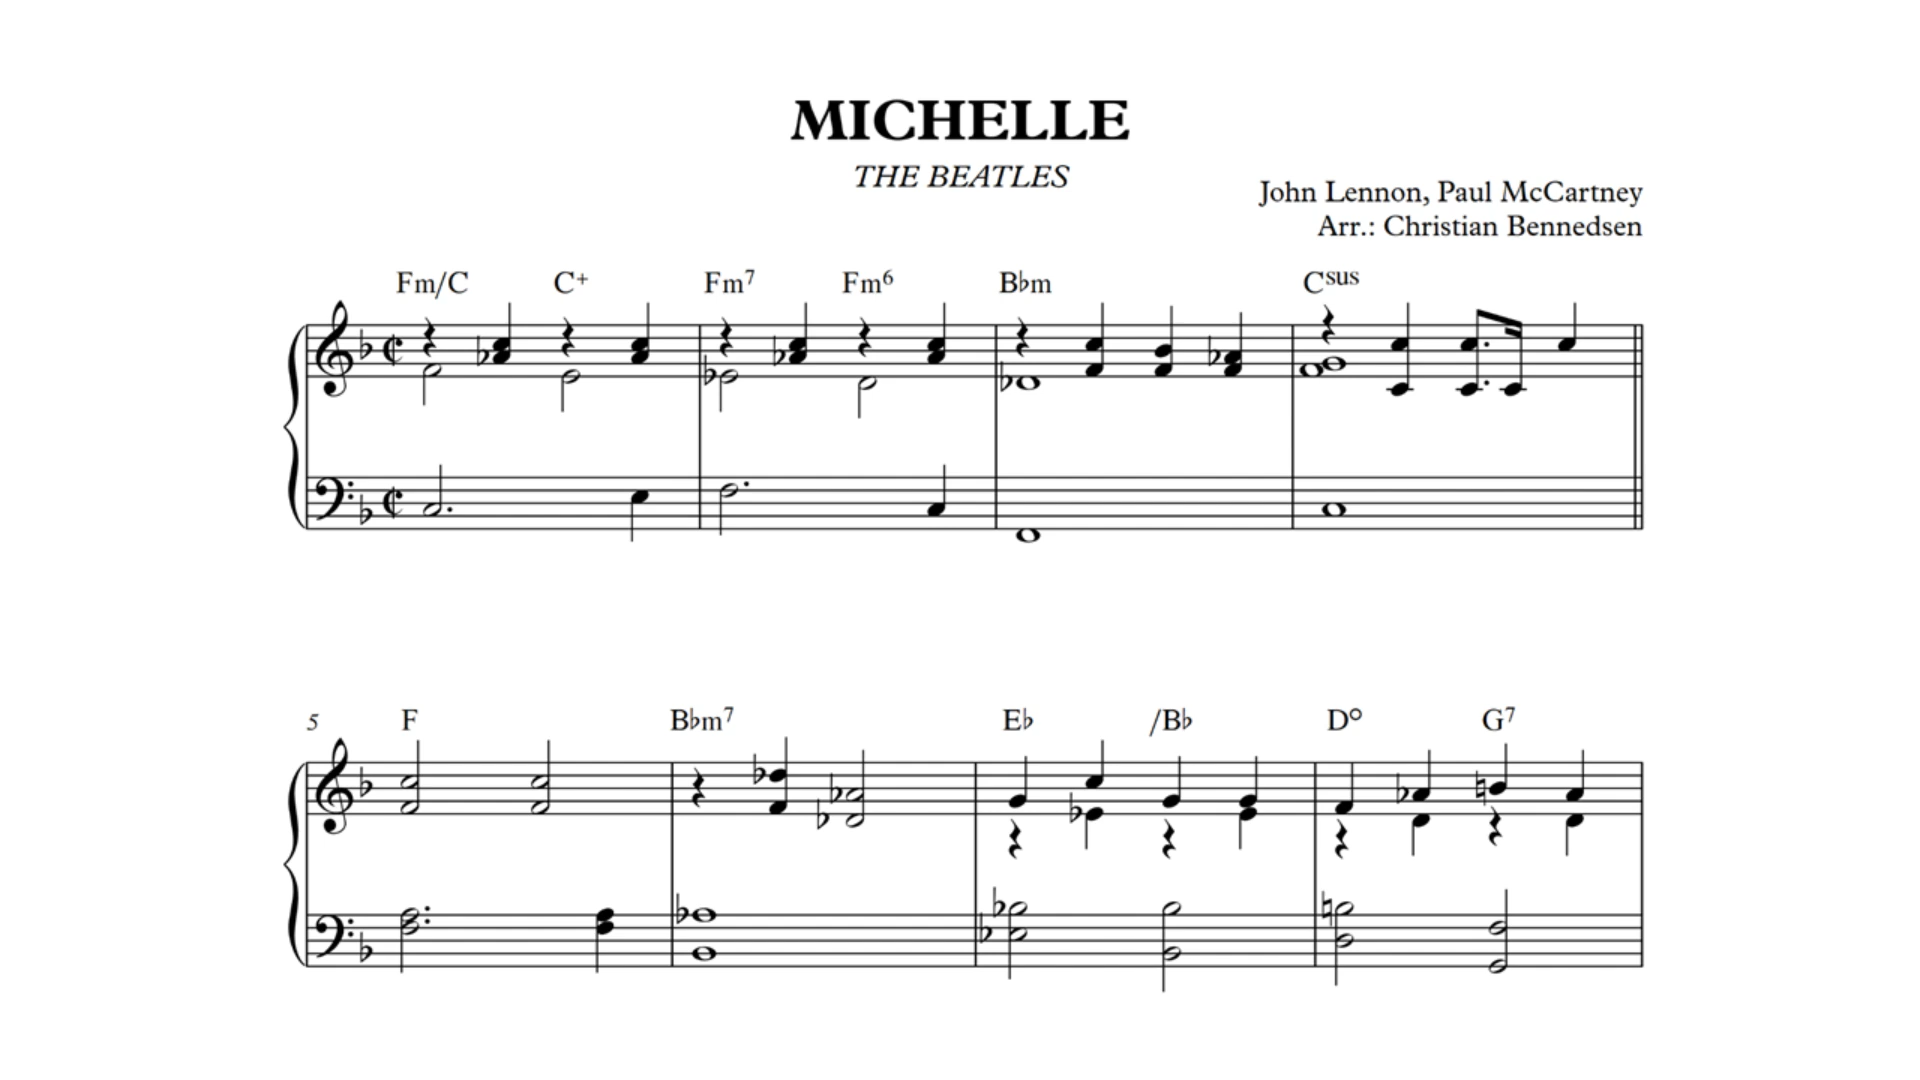 MICHELLE
THE BEATLES
John Lennon, Paul McCartney
Arr.: Christian Bennedsen
Fm/C C+ Fm7 Fm6 B♭m Csus
5 F B♭m7 E♭ /B♭ D° G7